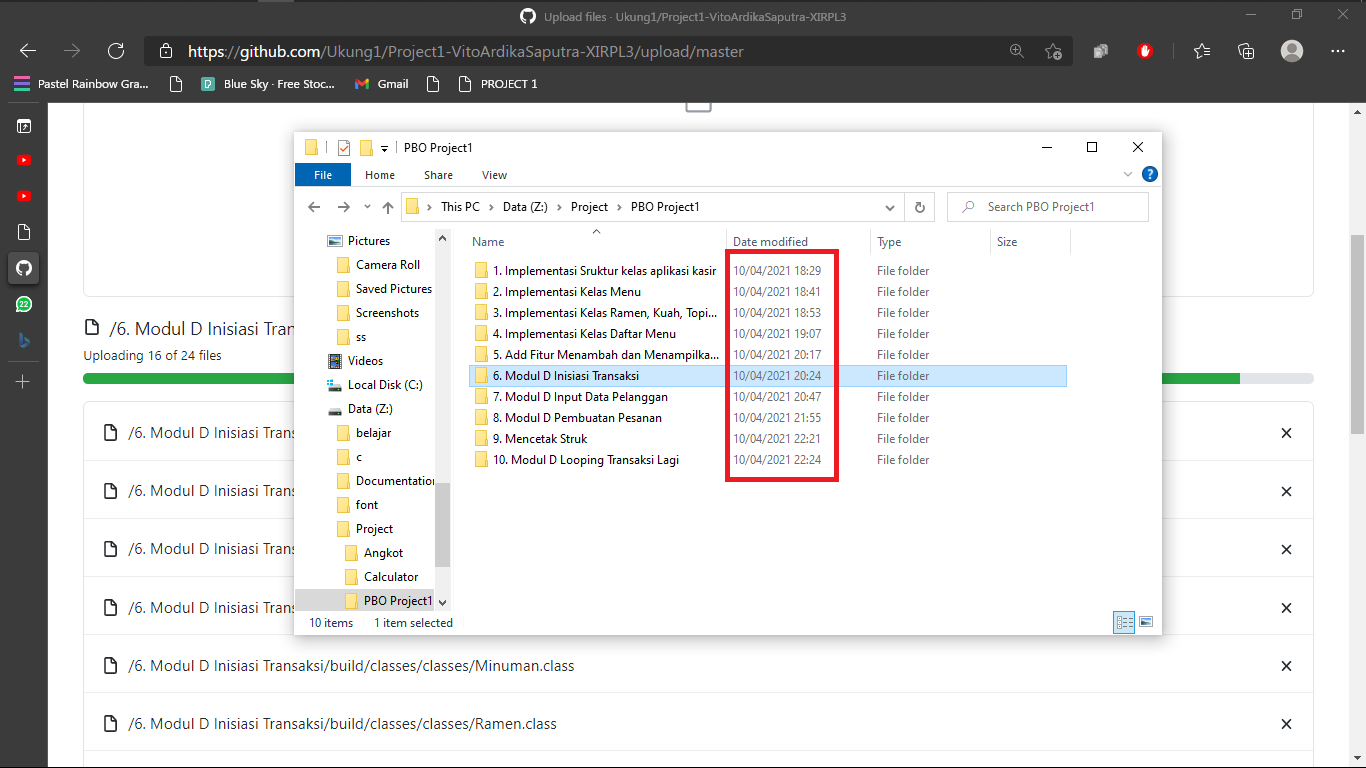 Upload files · Ukung1/Project1-VitoArdikaSaputra-XIRPL3
https://github.com/Ukung1/Project1-VitoArdikaSaputra-XIRPL3/upload/master
Pastel Rainbow Gra... Blue Sky · Free Stoc... Gmail PROJECT 1
PBO Project1
File Home Share View
This PC > Data (Z:) > Project > PBO Project1
Search PBO Project1
Name Date modified Type Size
Pictures
Camera Roll
Saved Pictures
Screenshots
ss
Videos
Local Disk (C:)
Data (Z:)
belajar
c
Documentation
font
Project
Angkot
Calculator
PBO Project1
1. Implementasi Sruktur kelas aplikasi kasir 10/04/2021 18:29 File folder
2. Implementasi Kelas Menu 10/04/2021 18:41 File folder
3. Implementasi Kelas Ramen, Kuah, Topi... 10/04/2021 18:53 File folder
4. Implementasi Kelas Daftar Menu 10/04/2021 19:07 File folder
5. Add Fitur Menambah dan Menampilka... 10/04/2021 20:17 File folder
6. Modul D Inisiasi Transaksi 10/04/2021 20:24 File folder
7. Modul D Input Data Pelanggan 10/04/2021 20:47 File folder
8. Modul D Pembuatan Pesanan 10/04/2021 21:55 File folder
9. Mencetak Struk 10/04/2021 22:21 File folder
10. Modul D Looping Transaksi Lagi 10/04/2021 22:24 File folder
10 items 1 item selected
22
/6. Modul D Inisiasi Tran
Uploading 16 of 24 files
/6. Modul D Inisiasi Trans
/6. Modul D Inisiasi Trans
/6. Modul D Inisiasi Trans
/6. Modul D Inisiasi Trans
/6. Modul D Inisiasi Transaksi/build/classes/classes/Minuman.class
/6. Modul D Inisiasi Transaksi/build/classes/classes/Ramen.class